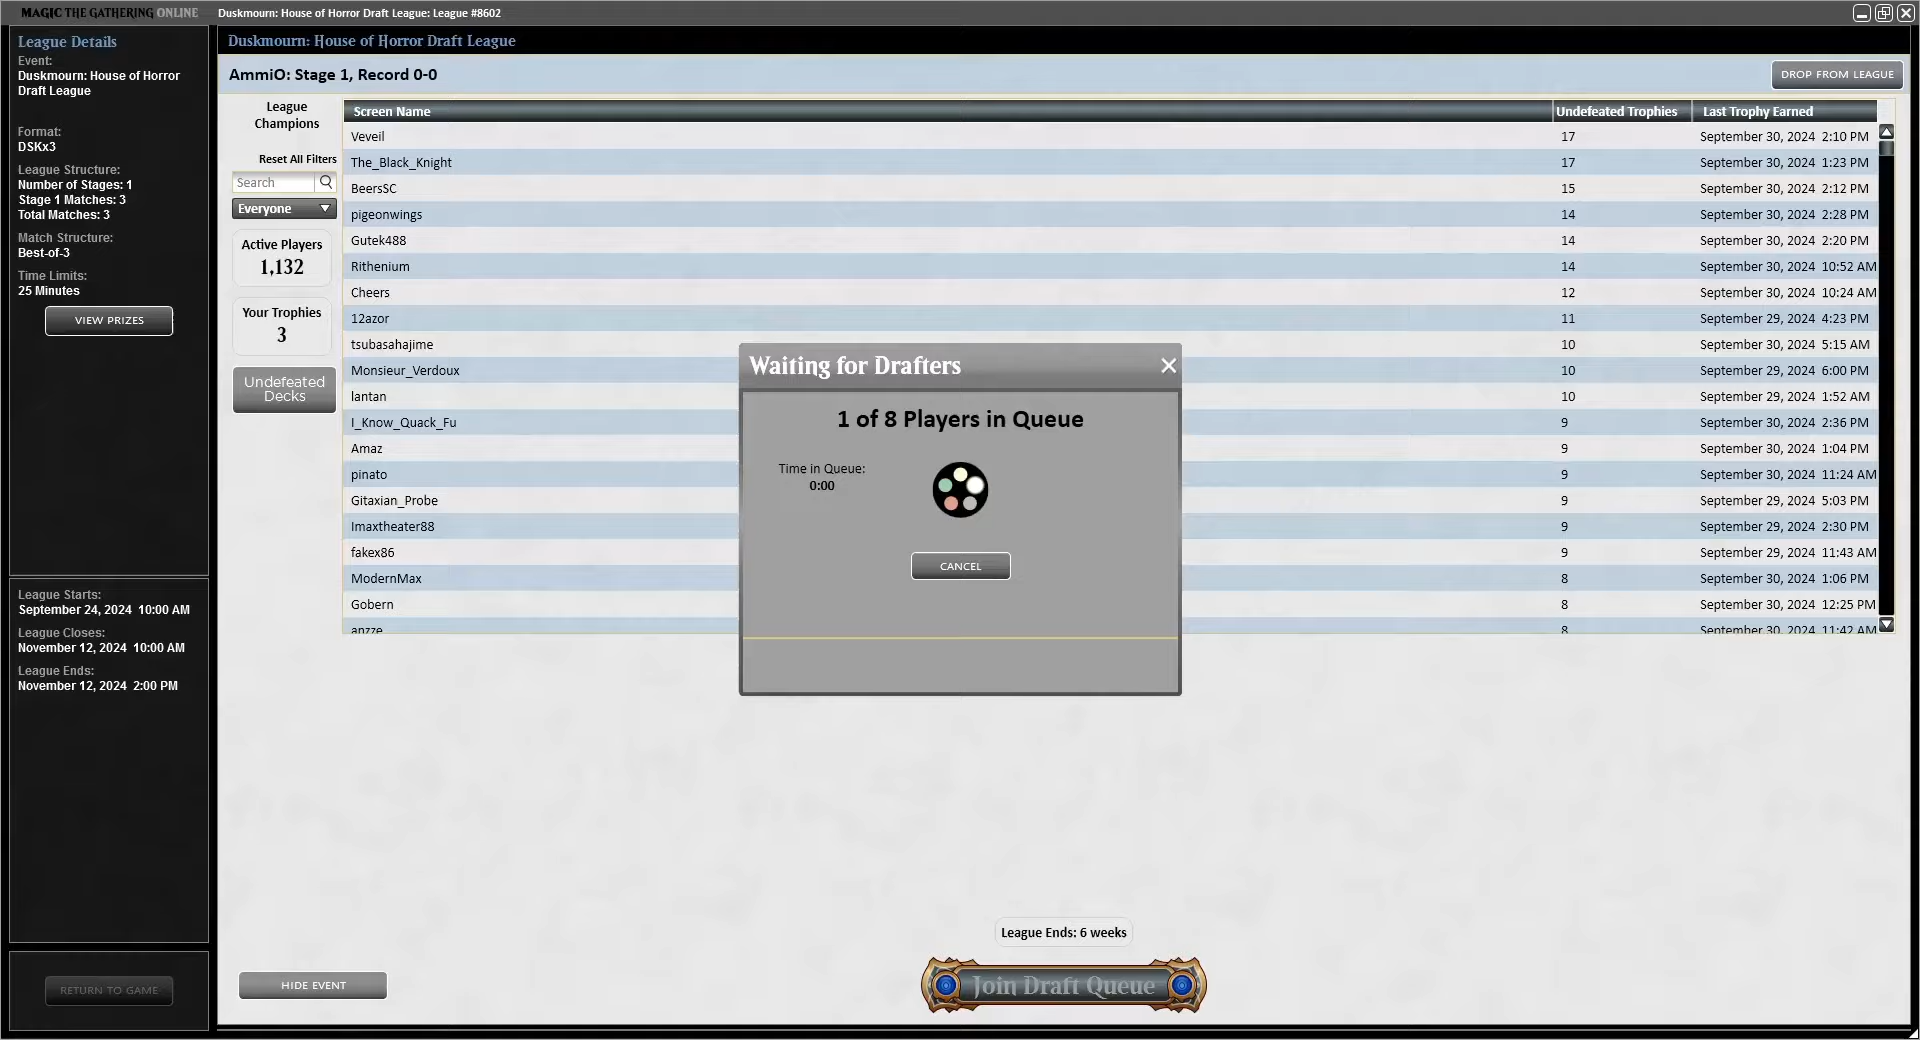 MAGIC THE GATHERING ONLINE
Duskmourn: House of Horror Draft League: League #8602
League Details
Event:
Duskmourn: House of Horror
Draft League
Format:
DSKx3
League Structure:
Number of Stages: 1
Stage 1 Matches: 3
Total Matches: 3
Match Structure:
Best-of-3
Time Limits:
25 Minutes
VIEW PRIZES
League Starts:
September 24, 2024 10:00 AM
League Closes:
November 12, 2024 10:00 AM
League Ends:
November 12, 2024 2:00 PM
RETURN TO GAME
Duskmourn: House of Horror Draft League
AmmiO: Stage 1, Record 0-0
DROP FROM LEAGUE
League
Champions
Reset All Filters
Search
Everyone
Active Players
1,132
Your Trophies
3
Undefeated
Decks
Screen Name Undefeated Trophies Last Trophy Earned
Veveil 17 September 30, 2024 2:10 PM
The_Black_Knight 17 September 30, 2024 1:23 PM
BeersSC 15 September 30, 2024 2:12 PM
pigeonwings 14 September 30, 2024 2:28 PM
Gutek488 14 September 30, 2024 2:20 PM
Rithenium 14 September 30, 2024 10:52 AM
Cheers 12 September 30, 2024 10:24 AM
12azor 11 September 29, 2024 4:23 PM
tsubasahajime 10 September 30, 2024 5:15 AM
Monsieur_Verdoux 10 September 29, 2024 6:00 PM
lantan 10 September 29, 2024 1:52 AM
I_Know_Quack_Fu 9 September 30, 2024 2:36 PM
Amaz 9 September 30, 2024 1:04 PM
pinato 9 September 30, 2024 11:24 AM
Gitaxian_Probe 9 September 29, 2024 5:03 PM
Imaxtheater88 9 September 29, 2024 2:30 PM
fakex86 9 September 29, 2024 11:43 AM
ModernMax 8 September 30, 2024 1:06 PM
Gobern 8 September 30, 2024 12:25 PM
anzze 8 September 30, 2024 11:42 AM
Waiting for Drafters
1 of 8 Players in Queue
Time in Queue:
0:00
CANCEL
League Ends: 6 weeks
HIDE EVENT
Join Draft Queue